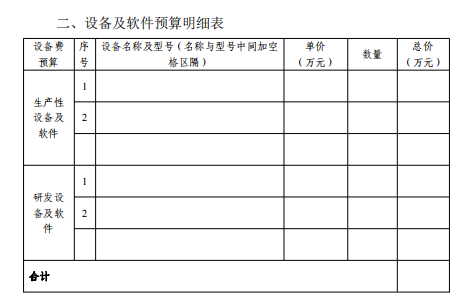 二、设备及软件预算明细表
设备费 序 设备名称及型号（名称与型号中间加空 单价 数量 总价
预算 号 格区隔） （万元） （万元）
生产性
设备及
软件
1
2
研发设
备及软
件
1
2
合计